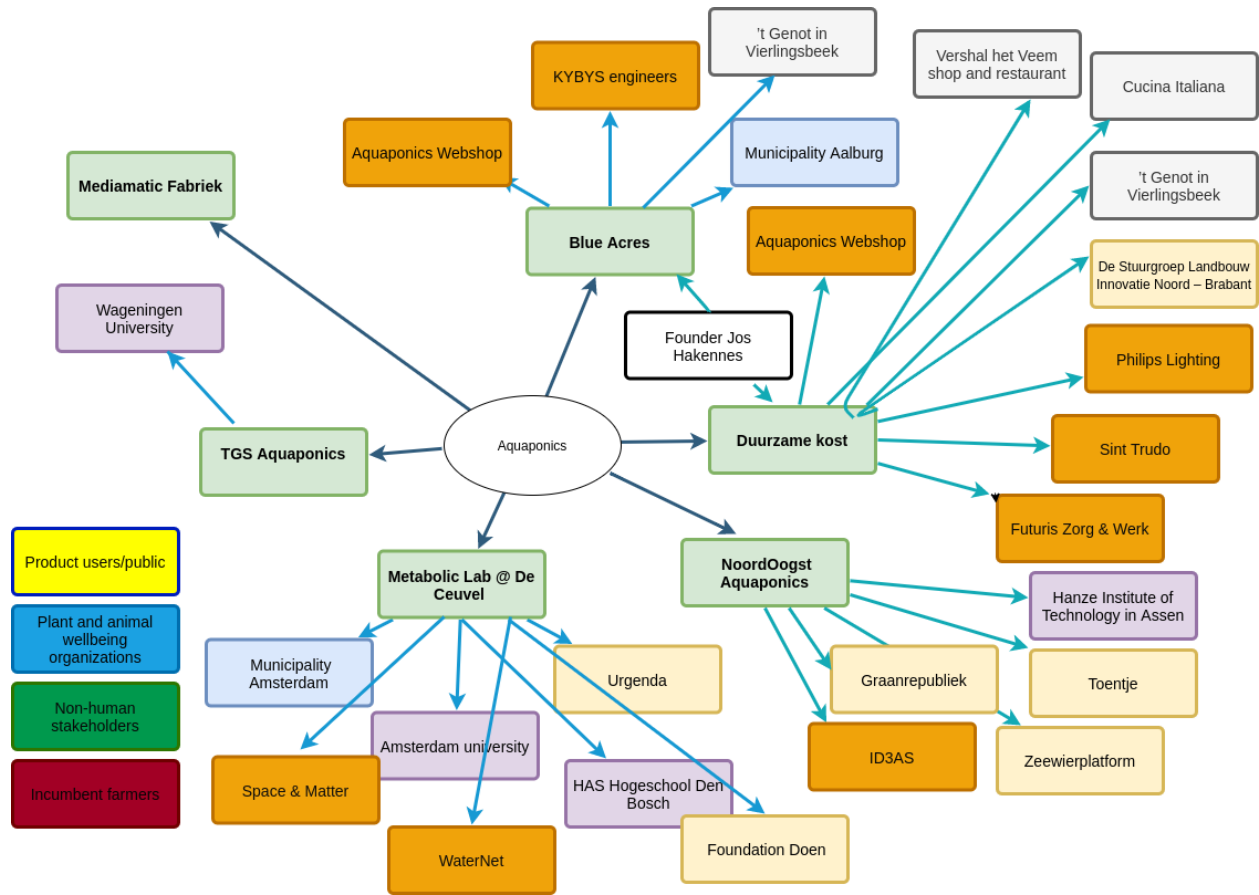 't Genot in
Vierlingsbeek
Vershal het Veem
shop and restaurant
KYBYS engineers
Cucina Italiana
Aquaponics Webshop
Municipality Aalburg
Mediamatic Fabriek
't Genot in
Vierlingsbeek
Blue Acres
Aquaponics Webshop
De Stuurgroep Landbouw
Innovatie Noord – Brabant
Wageningen
University
Founder Jos
Hakennes
Philips Lighting
Aquaponics
Duurzame kost
TGS Aquaponics
Sint Trudo
Futuris Zorg & Werk
Product users/public
Metabolic Lab @ De
Ceuvel
NoordOogst
Aquaponics
Hanze Institute of
Technology in Assen
Plant and animal
wellbeing
organizations
Municipality
Amsterdam
Urgenda
Graanrepubliek
Toentje
Non-human
stakeholders
Amsterdam university
ID3AS
Zeewierplatform
Incumbent farmers
Space & Matter
HAS Hogeschool Den
Bosch
WaterNet
Foundation Doen